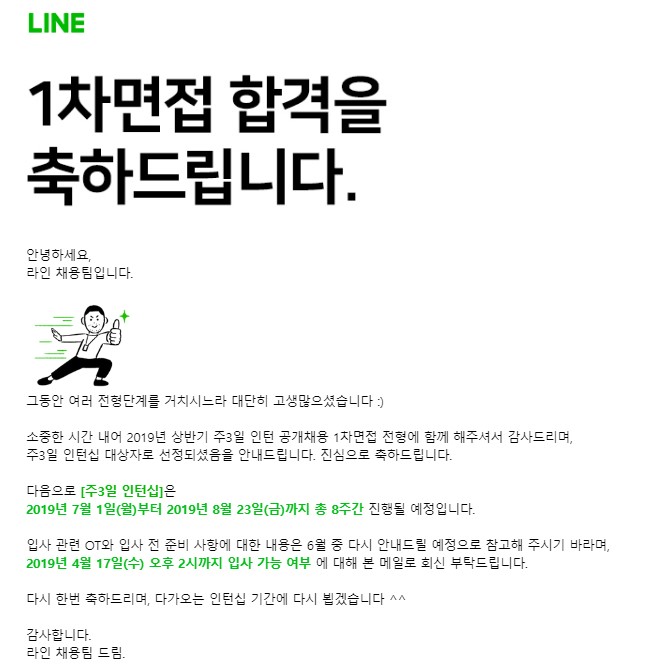 LINE
1차면접 합격을
축하드립니다.
안녕하세요,
라인 채용팀입니다.
그동안 여러 전형단계를 거치시느라 대단히 고생많으셨습니다 :)
소중한 시간 내어 2019년 상반기 주3일 인턴 공개채용 1차면접 전형에 함께 해주셔서 감사드리며,
주3일 인턴십 대상자로 선정되셨음을 안내드립니다. 진심으로 축하드립니다.
다음으로 [주3일 인턴십]은
2019년 7월 1일(월)부터 2019년 8월 23일(금)까지 총 8주간 진행될 예정입니다.
입사 관련 OT와 입사 전 준비 사항에 대한 내용은 6월 중 다시 안내드릴 예정으로 참고해 주시기 바라며,
2019년 4월 17일(수) 오후 2시까지 입사 가능 여부 에 대해 본 메일로 회신 부탁드립니다.
다시 한번 축하드리며, 다가오는 인턴십 기간에 다시 뵙겠습니다 ^^
감사합니다.
라인 채용팀 드림.